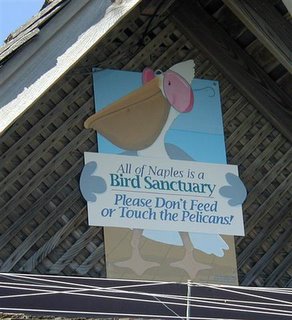 All of Naples is a
Bird Sanctuary
Please Don't Feed
or Touch the Pelicans!